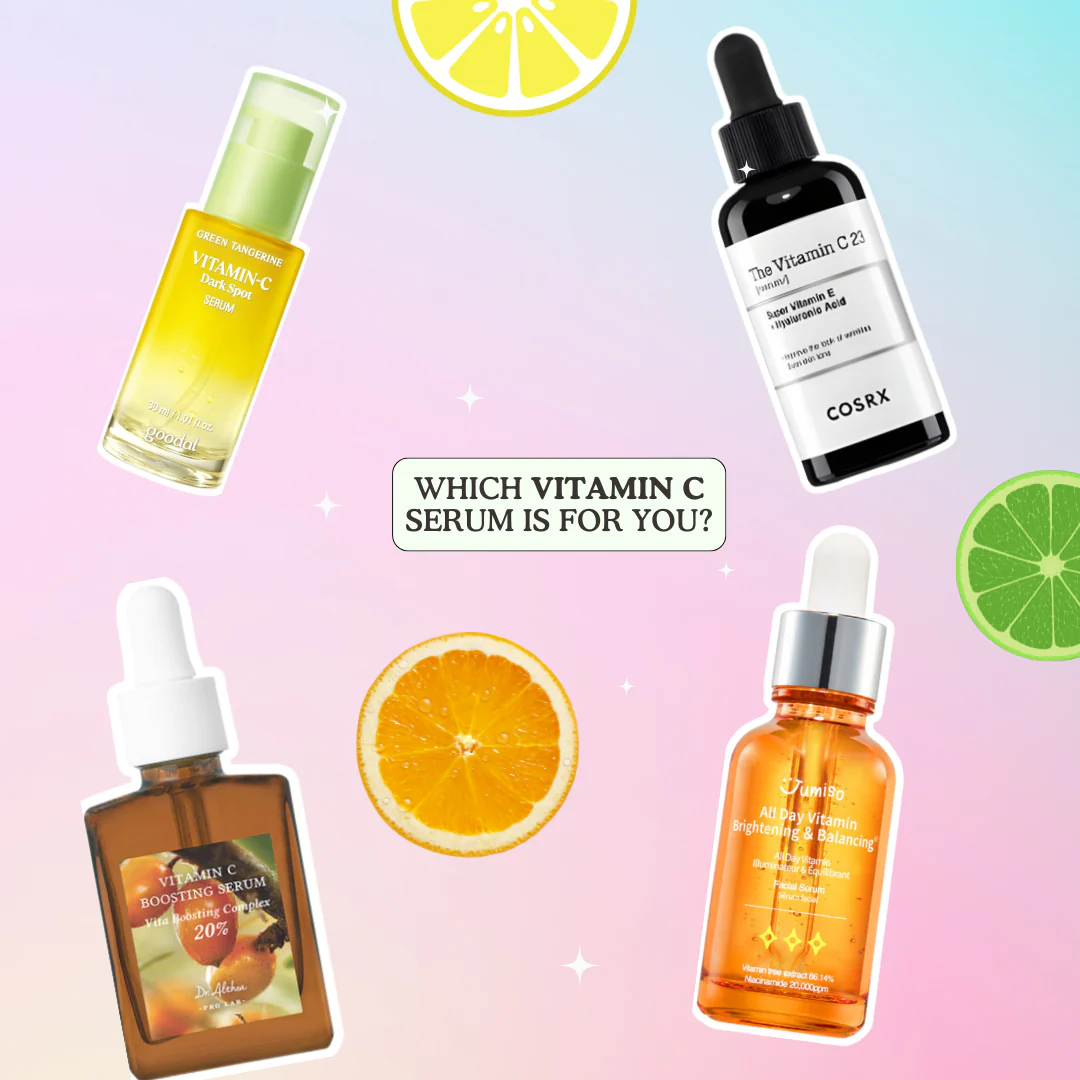 GREEN TANGERINE
VITAMIN-C
Dark Spot
SERUM
30 ml / 1.01 fl.oz.
goodal
The Vitamin C 23
[serum]
Super Vitamin E
+ Hyaluronic Acid
COSRX
WHICH VITAMIN C
SERUM IS FOR YOU?
VITAMIN C
BOOSTING SERUM
Vita Boosting Complex
20%
Dr. Althea
-PRO LAB-
Jumiso
All Day Vitamin
Brightening & Balancing
All Day Vitamin
Illuminateur & Équilibrant
Facial Serum
Sérum facial
Vitamin tree extract 86.14%
Niacinamide 20,000ppm